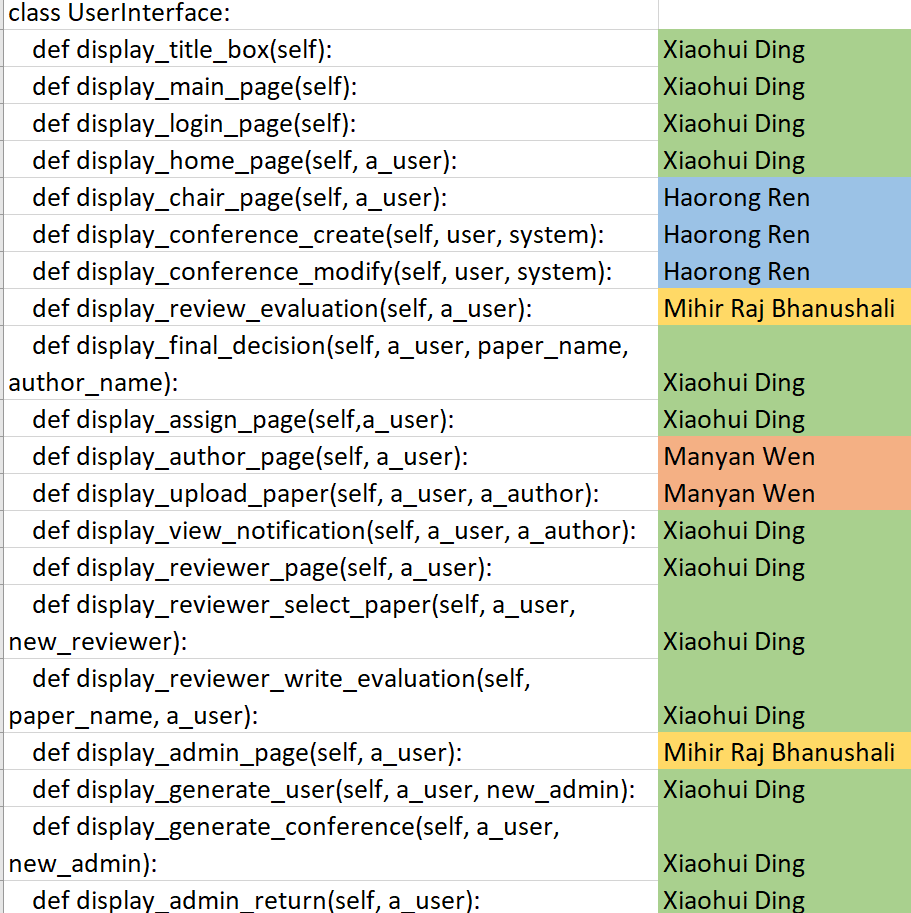 class UserInterface:
def display_title_box(self): Xiaohui Ding
def display_main_page(self): Xiaohui Ding
def display_login_page(self): Xiaohui Ding
def display_home_page(self, a_user): Xiaohui Ding
def display_chair_page(self, a_user): Haorong Ren
def display_conference_create(self, user, system): Haorong Ren
def display_conference_modify(self, user, system): Haorong Ren
def display_review_evaluation(self, a_user): Mihir Raj Bhanushali
def display_final_decision(self, a_user, paper_name,
author_name): Xiaohui Ding
def display_assign_page(self,a_user): Xiaohui Ding
def display_author_page(self, a_user): Manyan Wen
def display_upload_paper(self, a_user, a_author): Manyan Wen
def display_view_notification(self, a_user, a_author): Xiaohui Ding
def display_reviewer_page(self, a_user): Xiaohui Ding
def display_reviewer_select_paper(self, a_user,
new_reviewer): Xiaohui Ding
def display_reviewer_write_evaluation(self,
paper_name, a_user): Xiaohui Ding
def display_admin_page(self, a_user): Mihir Raj Bhanushali
def display_generate_user(self, a_user, new_admin): Xiaohui Ding
def display_generate_conference(self, a_user,
new_admin): Xiaohui Ding
def display_admin_return(self, a_user): Xiaohui Ding